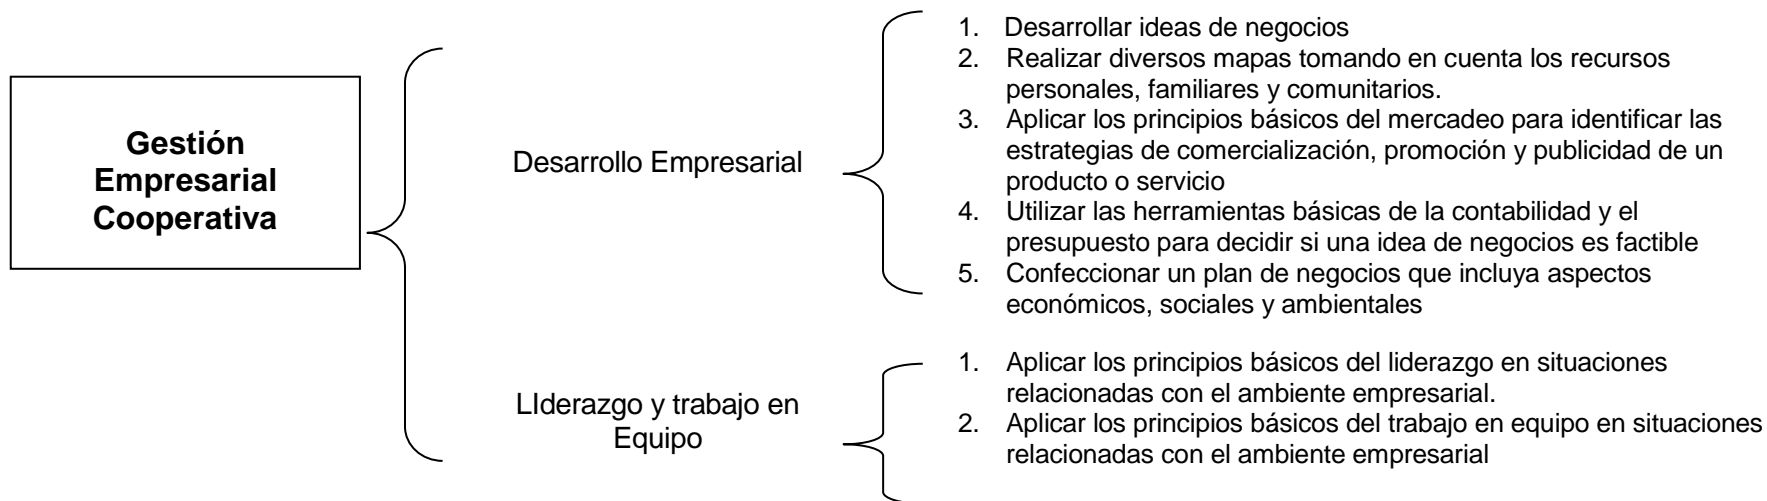 Gestión
Empresarial
Cooperativa
Desarrollo Empresarial
1. Desarrollar ideas de negocios
2. Realizar diversos mapas tomando en cuenta los recursos
personales, familiares y comunitarios.
3. Aplicar los principios básicos del mercadeo para identificar las
estrategias de comercialización, promoción y publicidad de un
producto o servicio
4. Utilizar las herramientas básicas de la contabilidad y el
presupuesto para decidir si una idea de negocios es factible
5. Confeccionar un plan de negocios que incluya aspectos
económicos, sociales y ambientales
LIderazgo y trabajo en
Equipo
1. Aplicar los principios básicos del liderazgo en situaciones
relacionadas con el ambiente empresarial.
2. Aplicar los principios básicos del trabajo en equipo en situaciones
relacionadas con el ambiente empresarial